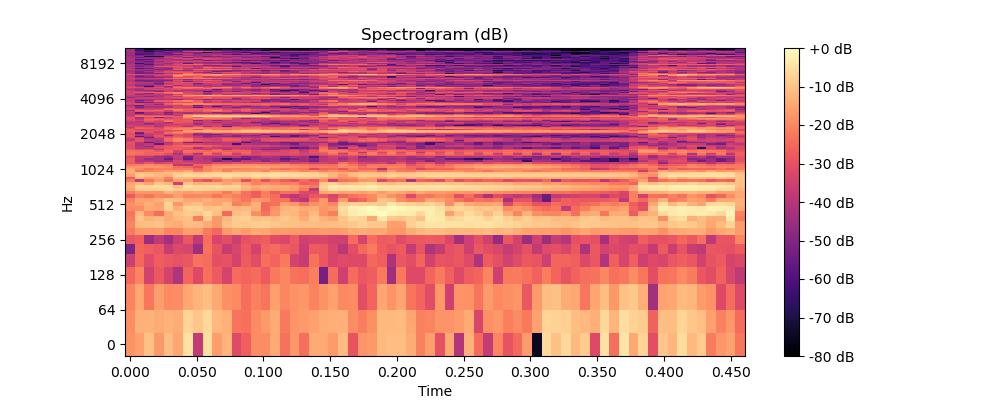 Spectrogram (dB)
Hz
8192
4096
2048
1024
512
256
128
64
0
0.000 0.050 0.100 0.150 0.200 0.250 0.300 0.350 0.400 0.450
Time
+0 dB
-10 dB
-20 dB
-30 dB
-40 dB
-50 dB
-60 dB
-70 dB
-80 dB